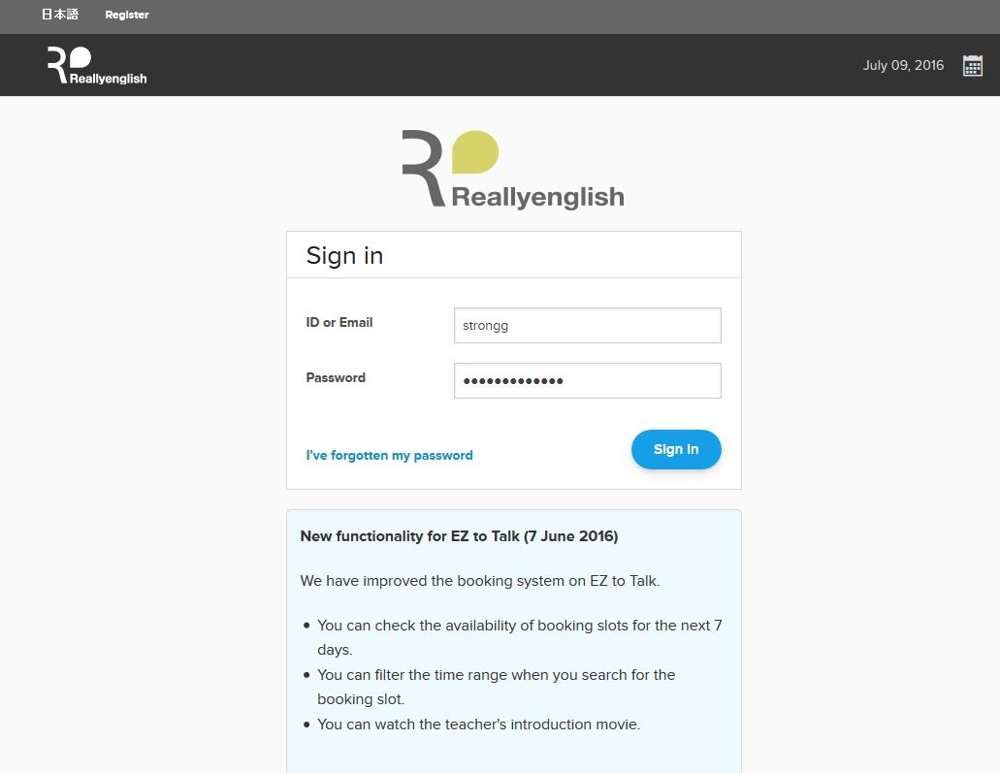 日本語 Register
Reallyenglish
July 09, 2016
Reallyenglish
Sign in
ID or Email strongg
Password •••••••••••••
I've forgotten my password Sign in
New functionality for EZ to Talk (7 June 2016)
We have improved the booking system on EZ to Talk.
• You can check the availability of booking slots for the next 7
days.
• You can filter the time range when you search for the
booking slot.
• You can watch the teacher's introduction movie.